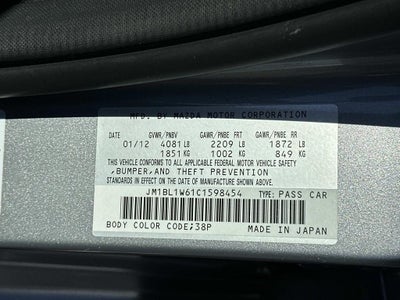 MFD. BY MAZDA MOTOR CORPORATION
GVWR/PNBV GAWR/PNBE FRT GAWR/PNBE RR
01/12 4081 LB 2209 LB 1872 LB
1851 KG 1002 KG 849 KG
THIS VEHICLE CONFORMS TO ALL APPLICABLE FEDERAL MOTOR VEHICLE SAFETY
,BUMPER,AND THEFT PREVENTION
STANDARDS IN EFFECT ON THE DATE OF MANUFACTURE SHOWN ABOVE.
JM1BL1W61C1598454 TYPE: PASS CAR
BODY COLOR CODE;38P MADE IN JAPAN